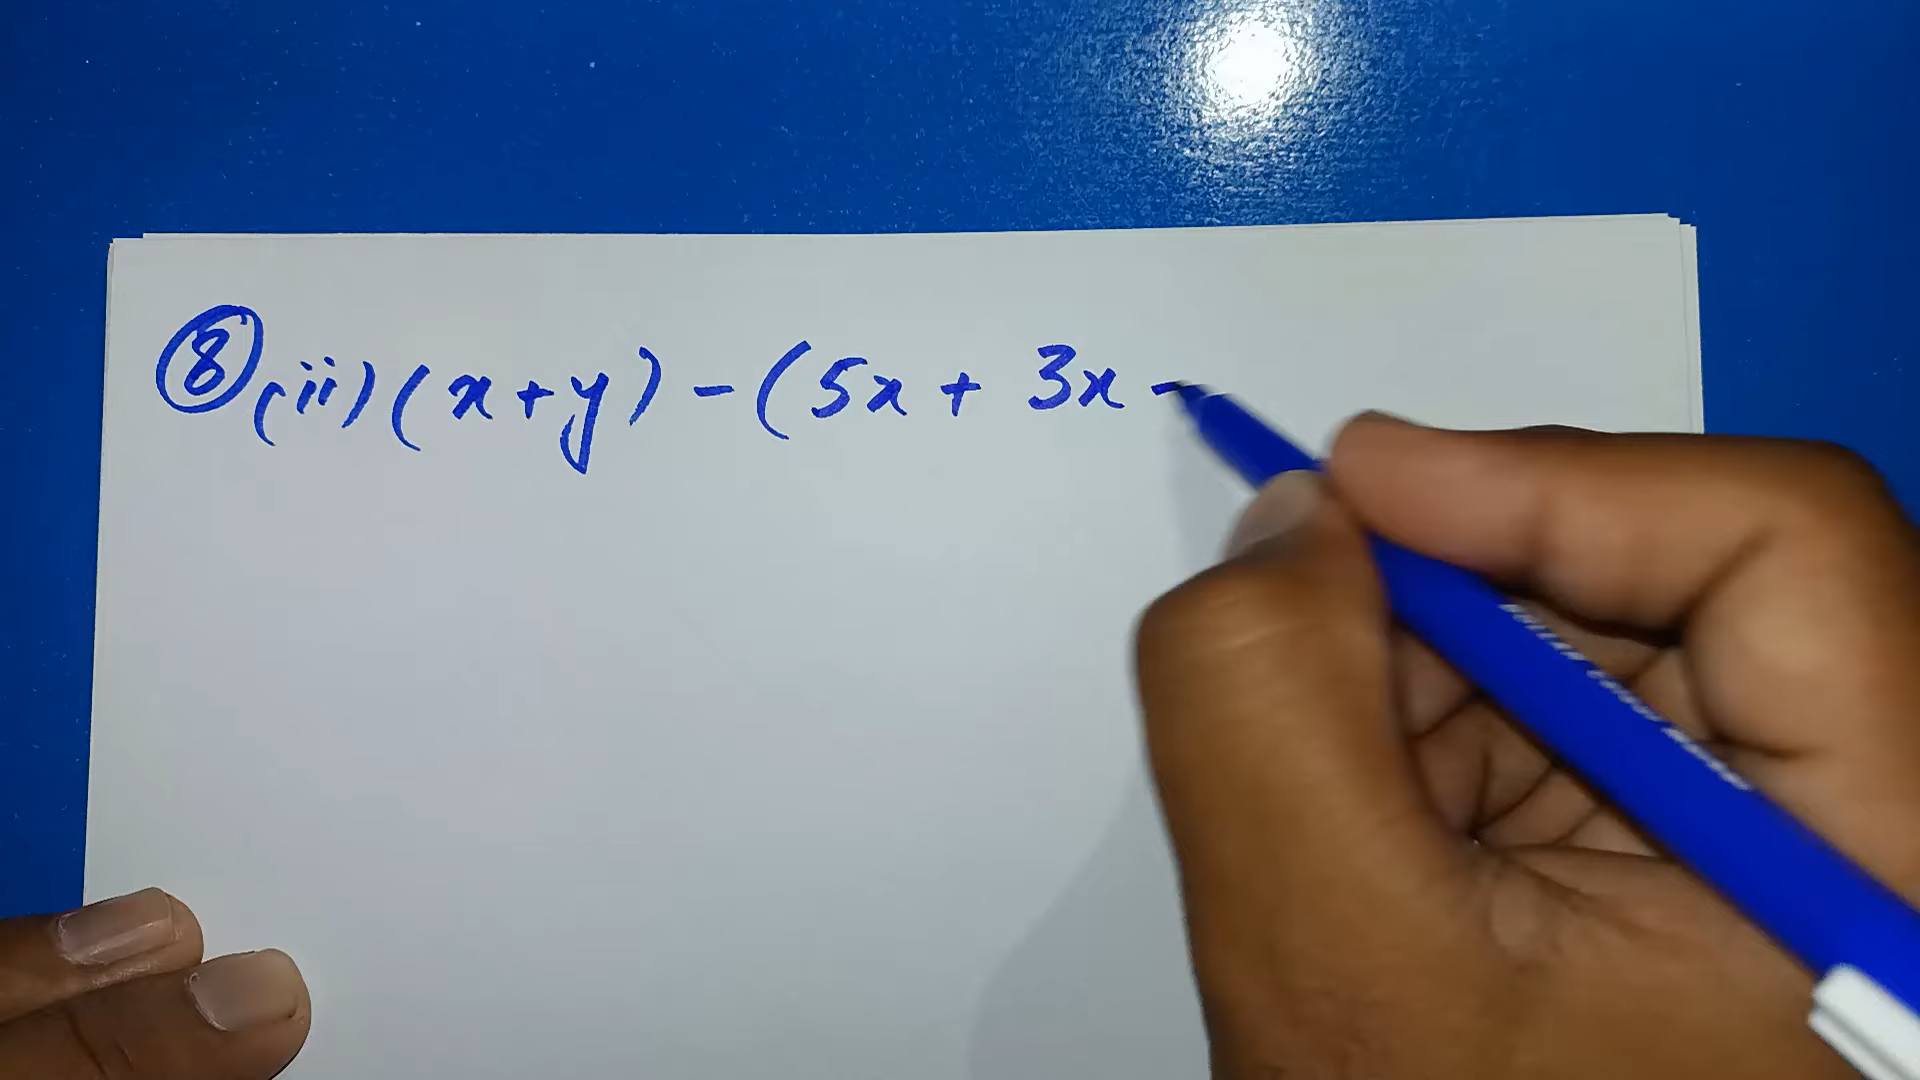 ⑧(ii) (x+y) - (5x + 3x -